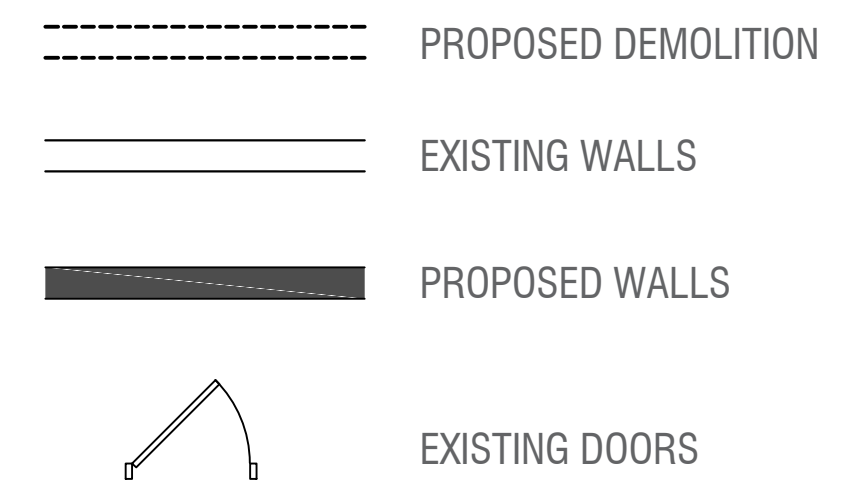 PROPOSED DEMOLITION
EXISTING WALLS
PROPOSED WALLS
EXISTING DOORS